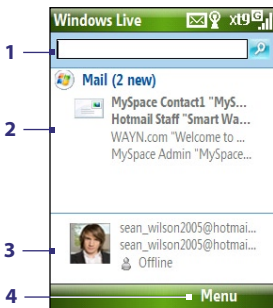 Windows Live xt9 G
1
Mail (2 new)
MySpace Contact1 "MyS...
2
Hotmail Staff "Smart Wa...
WAYN.com "Welcome to ...
MySpace Admin "MySpace...
sean_wilson2005@hotmai...
3
sean_wilson2005@hotmai...
Offline
4
Menu